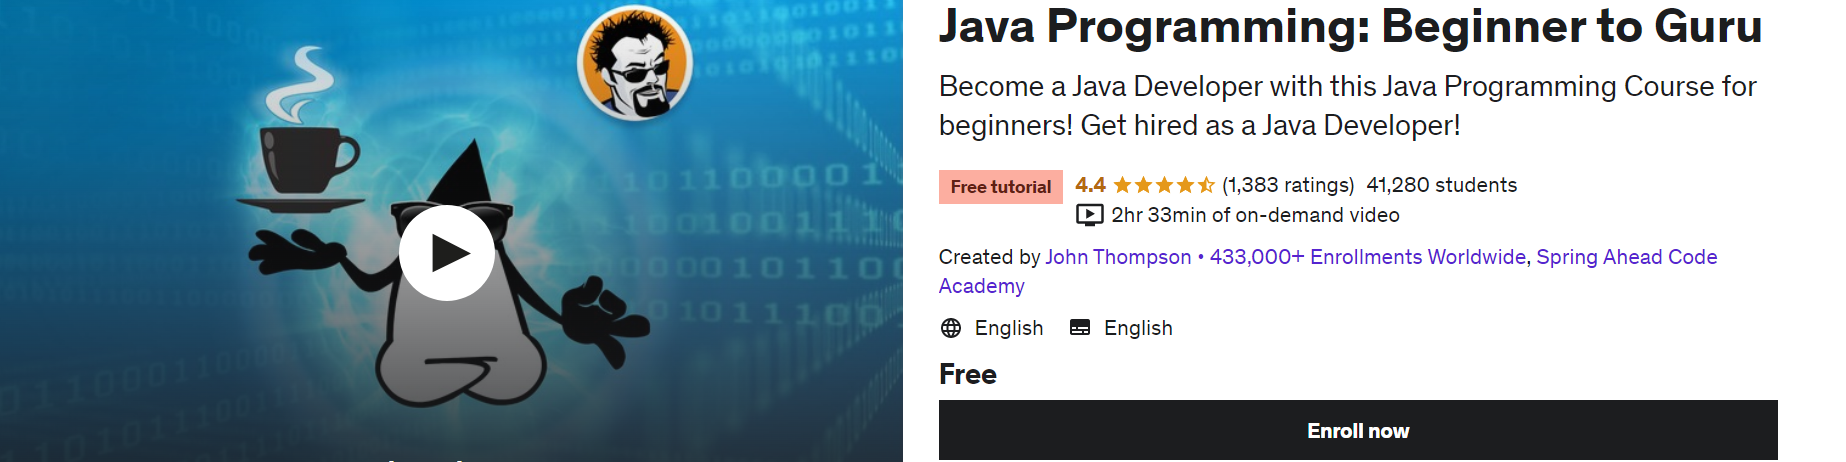 Java Programming: Beginner to Guru
Become a Java Developer with this Java Programming Course for
beginners! Get hired as a Java Developer!
Free tutorial
4.4 (1,383 ratings) 41,280 students
2hr 33min of on-demand video
Created by John Thompson • 433,000+ Enrollments Worldwide, Spring Ahead Code
Academy
English English
Free
Enroll now